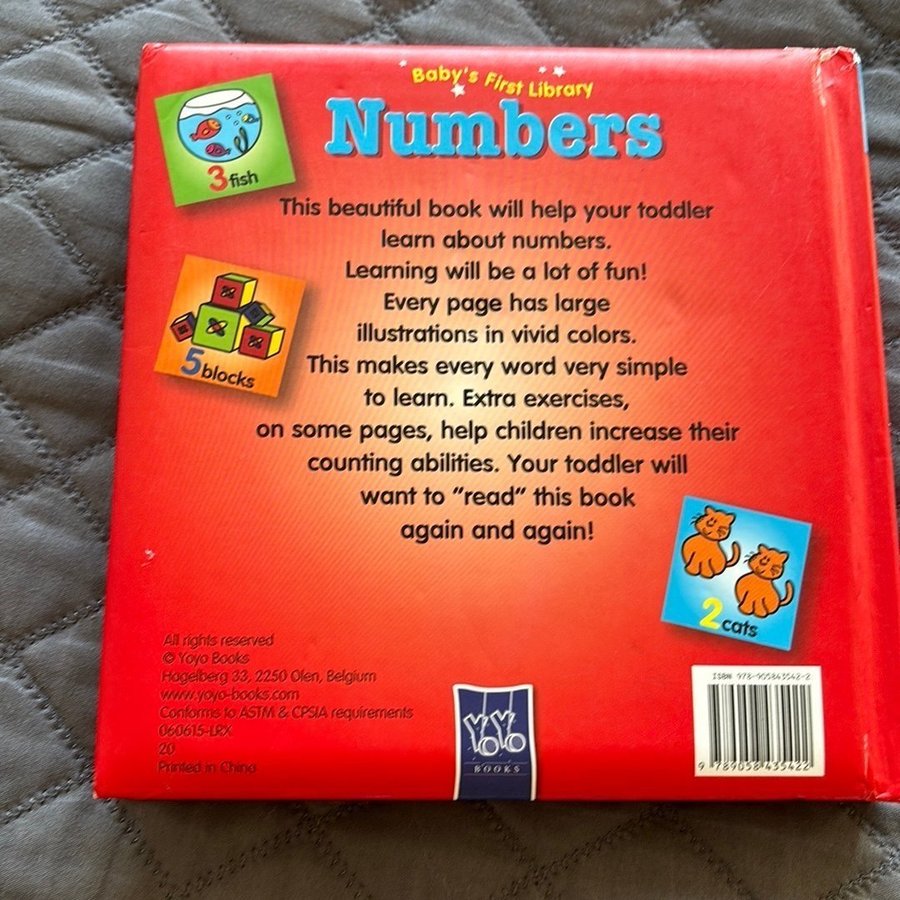 Baby's First Library
Numbers
3 fish
This beautiful book will help your toddler
learn about numbers.
Learning will be a lot of fun!
Every page has large
illustrations in vivid colors.
This makes every word very simple
to learn. Extra exercises,
on some pages, help children increase their
counting abilities. Your toddler will
want to "read" this book
again and again!
5 blocks
2 cats
All rights reserved
© Yoyo Books
Hagelberg 33, 2250 Olen, Belgium
www.yoyo-books.com
Conforms to ASTM & CPSIA requirements
060615-LRX
20
Printed in China
YOYO
BOOKS
ISBN 978-905843542-2
9 789058 435422